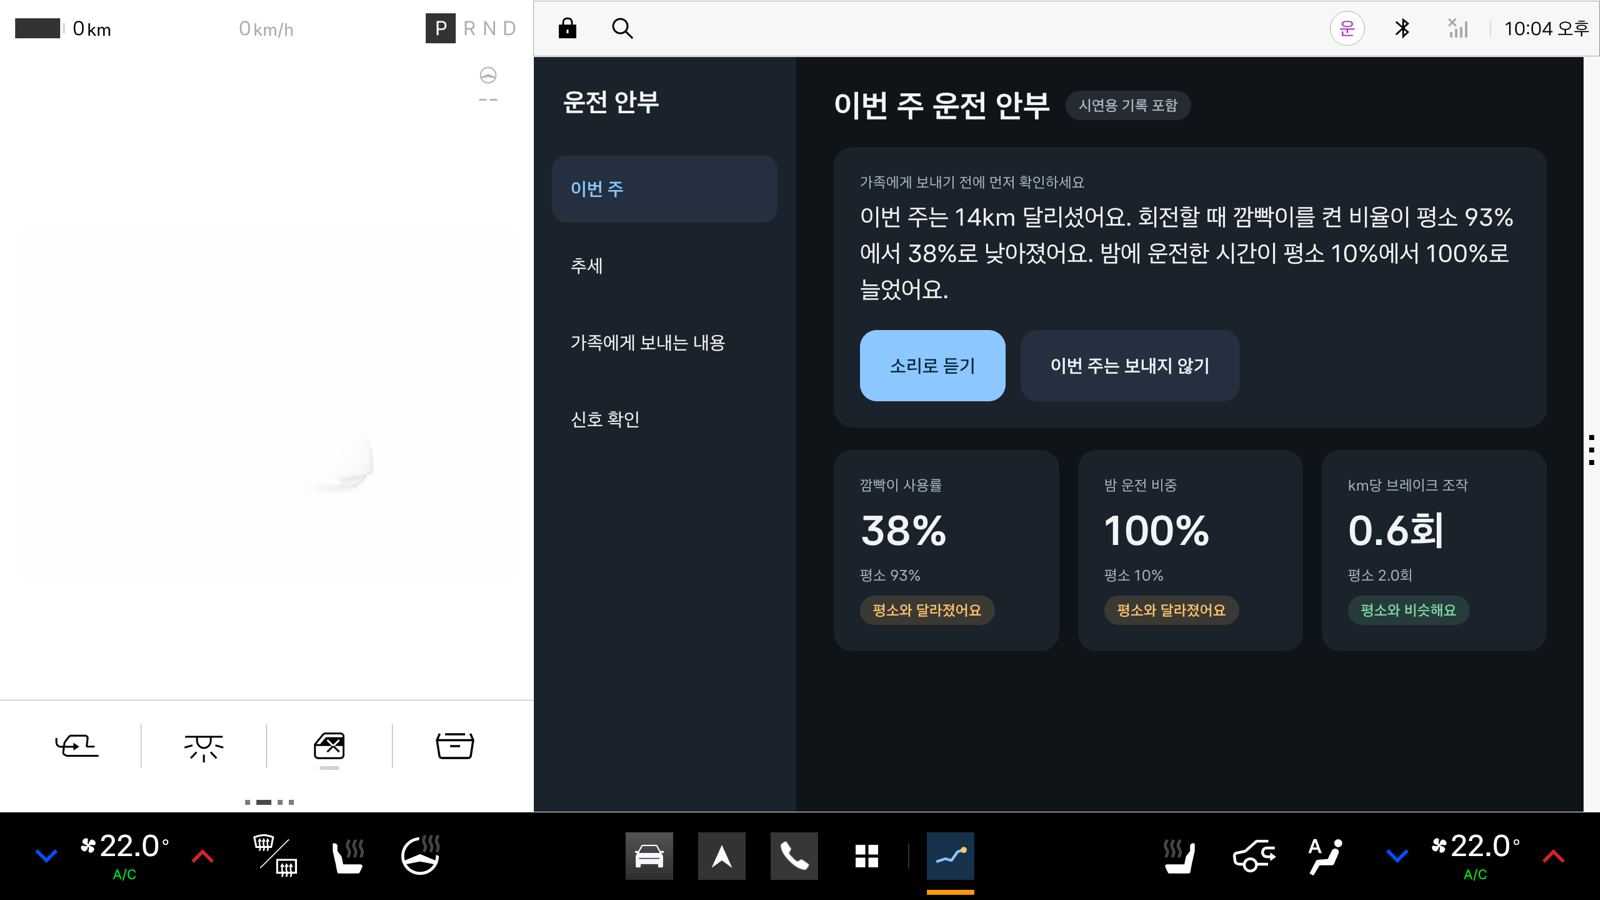 0km
0km/h
P R N D
--
운
10:04 오후
운전 안부
이번 주
추세
가족에게 보내는 내용
신호 확인
이번 주 운전 안부
시연용 기록 포함
가족에게 보내기 전에 먼저 확인하세요
이번 주는 14km 달리셨어요. 회전할 때 깜빡이를 켠 비율이 평소 93%
에서 38%로 낮아졌어요. 밤에 운전한 시간이 평소 10%에서 100%로
늘었어요.
소리로 듣기
이번 주는 보내지 않기
깜빡이 사용률
38%
평소 93%
평소와 달라졌어요
밤 운전 비중
100%
평소 10%
평소와 달라졌어요
km당 브레이크 조작
0.6회
평소 2.0회
평소와 비슷해요
22.0°
A/C
A
22.0°
A/C